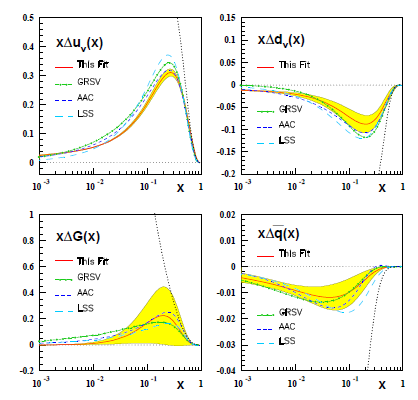 0.5
0.4
0.3
0.2
0.1
0
xΔuv(x)
This Fit
GRSV
AAC
LSS
10-3
10-2
10-1
X
1
0.15
0.1
0.05
0
-0.05
-0.1
-0.15
-0.2
xΔdv(x)
This Fit
GRSV
AAC
LSS
10-3
10-2
10-1
X
1
1
0.8
0.6
0.4
0.2
0
-0.2
xΔG(x)
This Fit
GRSV
AAC
LSS
10-3
10-2
10-1
X
1
0.02
0.01
0
-0.01
-0.02
-0.03
-0.04
xΔq̅(x)
This Fit
GRSV
AAC
LSS
10-3
10-2
10-1
X
1